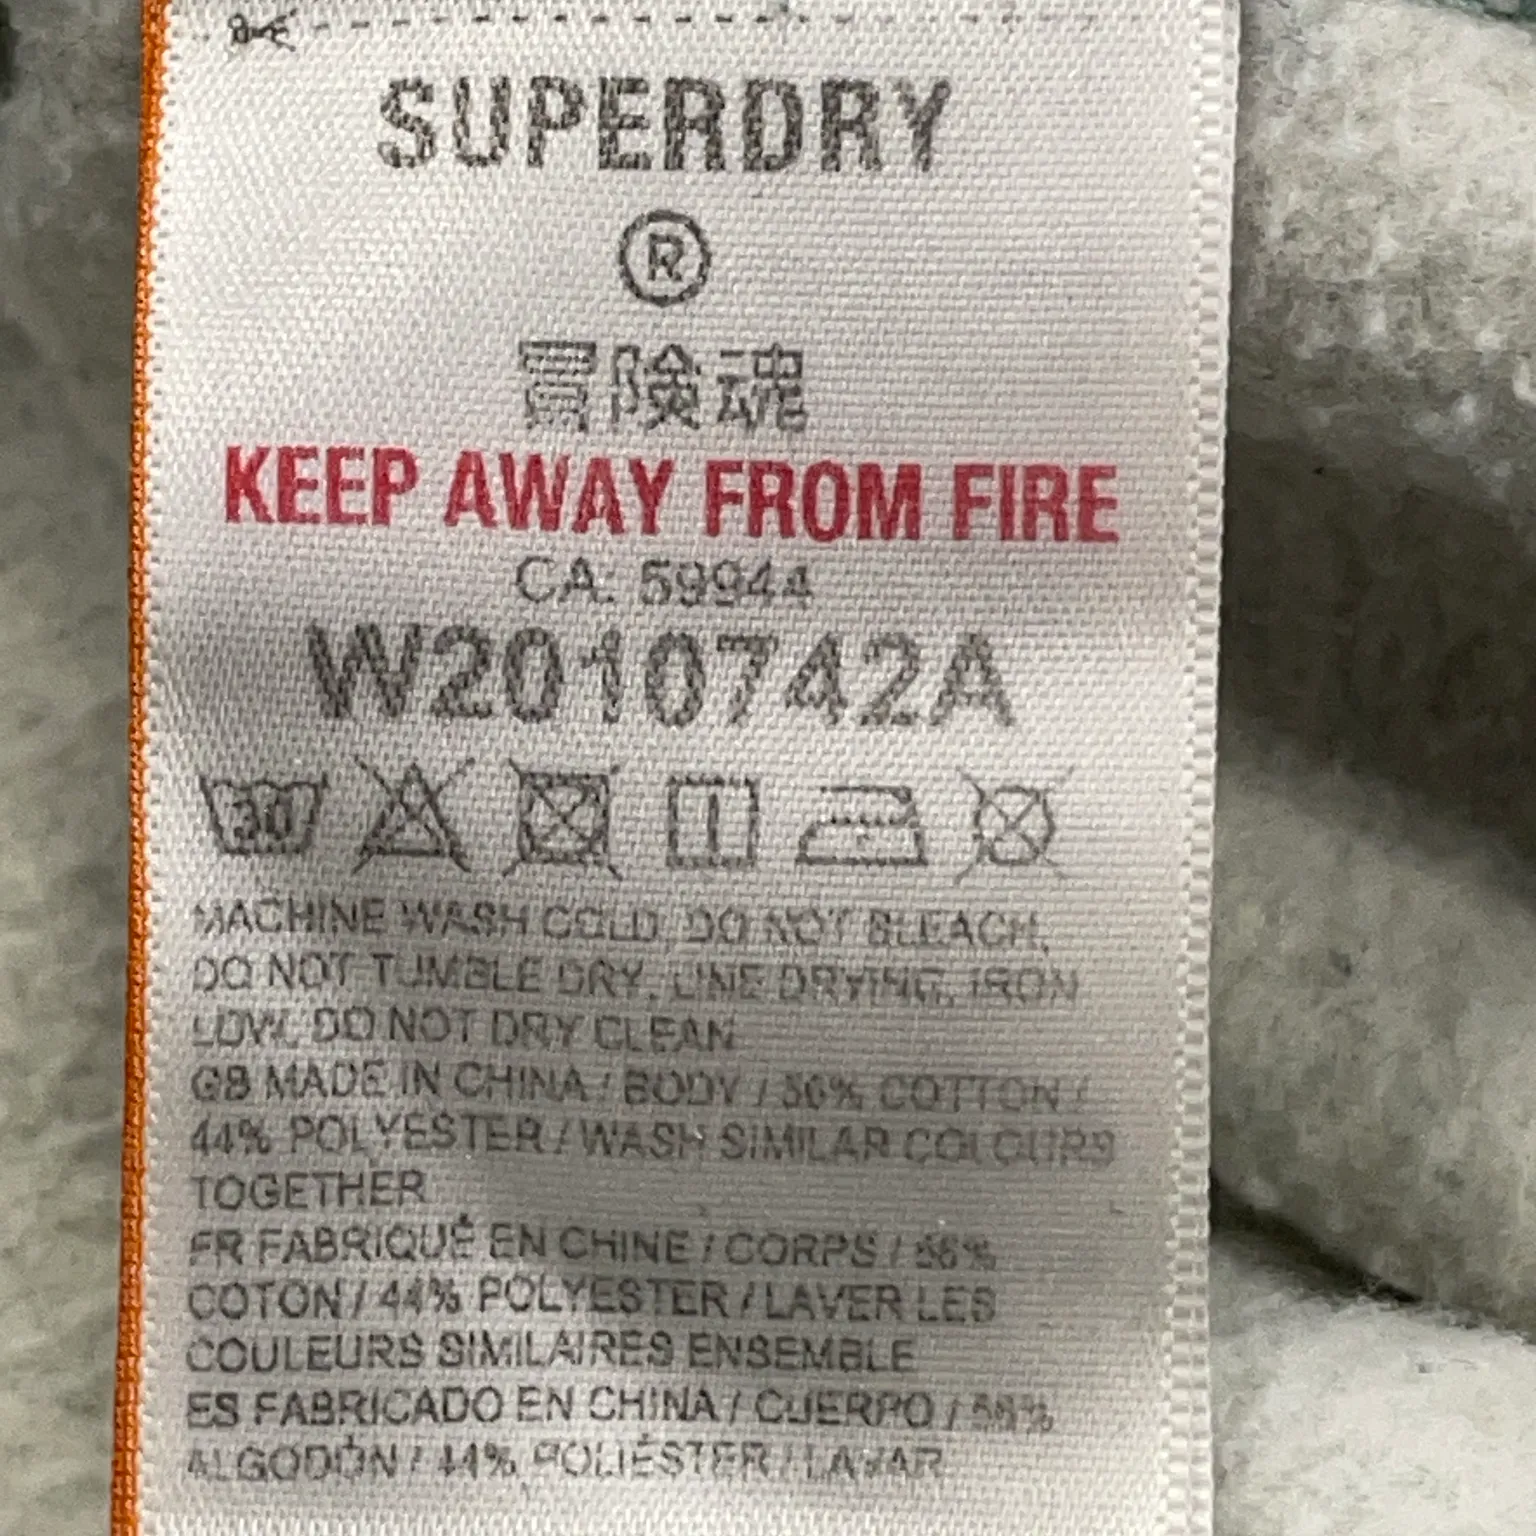 SUPERDRY
®
冒険魂
KEEP AWAY FROM FIRE
CA: 59944
W2010742A
30
MACHINE WASH COLD, DO NOT BLEACH,
DO NOT TUMBLE DRY, LINE DRYING, IRON
LOW, DO NOT DRY CLEAN
GB MADE IN CHINA / BODY / 56% COTTON /
44% POLYESTER / WASH SIMILAR COLOURS
TOGETHER
FR FABRIQUÉ EN CHINE / CORPS / 56%
COTON / 44% POLYESTER / LAVER LES
COULEURS SIMILAIRES ENSEMBLE
ES FABRICADO EN CHINA / CUERPO / 56%
ALGODÓN / 44% POLIÉSTER / LAVAR